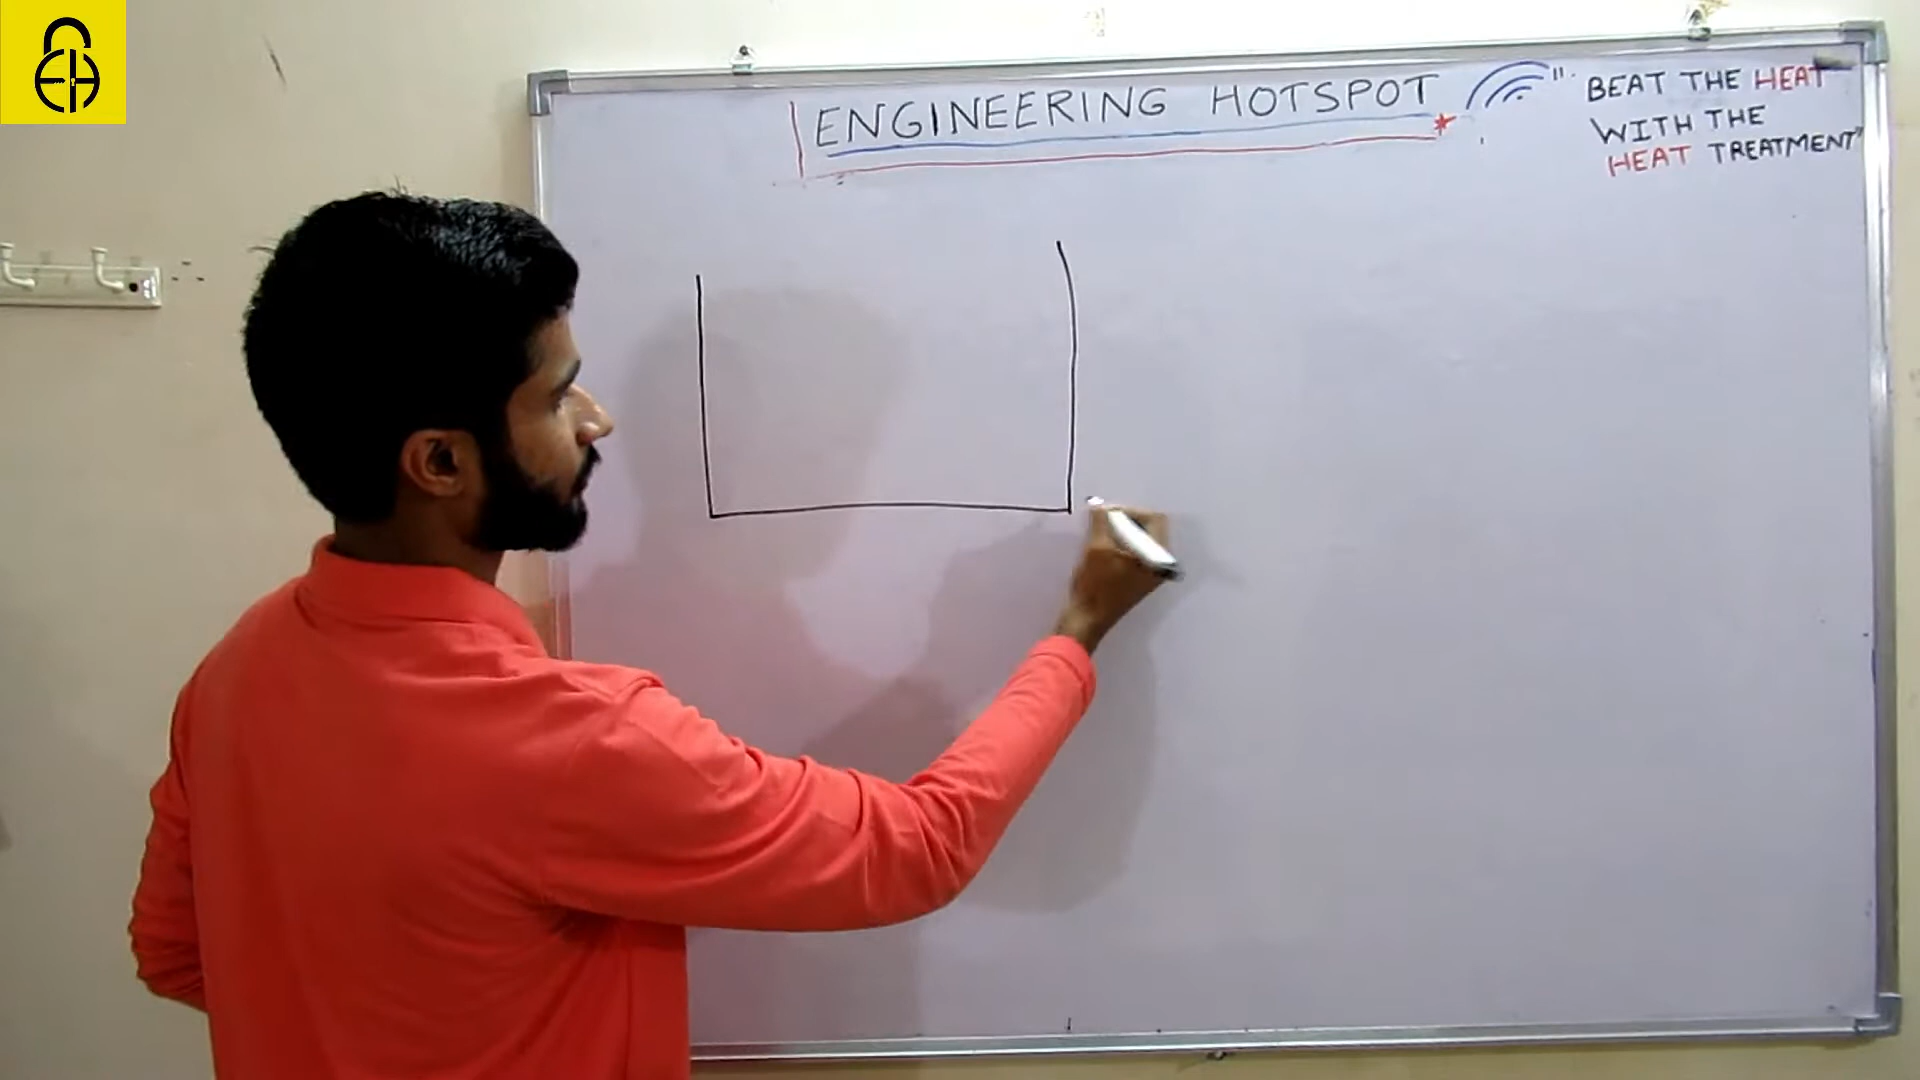 ENGINEERING HOTSPOT
". BEAT THE HEAT
WITH THE
HEAT TREATMENT"